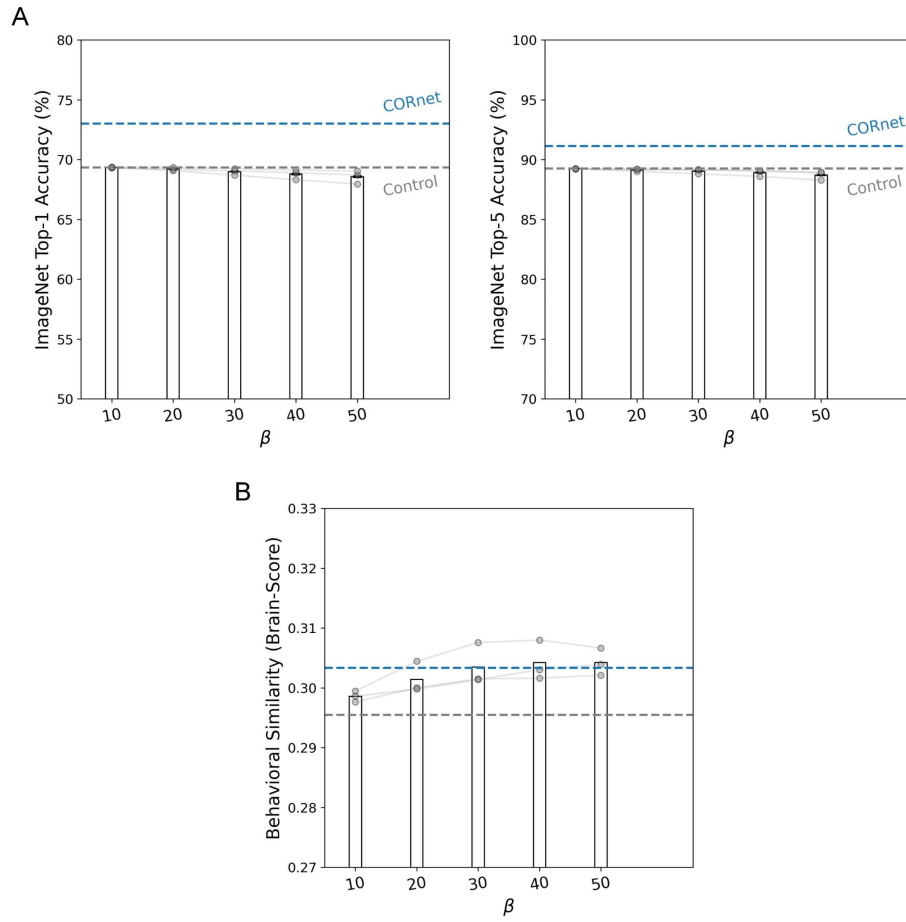 A
ImageNet Top-1 Accuracy (%)
80
75
70
65
60
55
50
CORnet
Control
10 20 30 40 50
β
ImageNet Top-5 Accuracy (%)
100
95
90
85
80
75
70
CORnet
Control
10 20 30 40 50
β
B
Behavioral Similarity (Brain-Score)
0.33
0.32
0.31
0.30
0.29
0.28
0.27
10 20 30 40 50
β